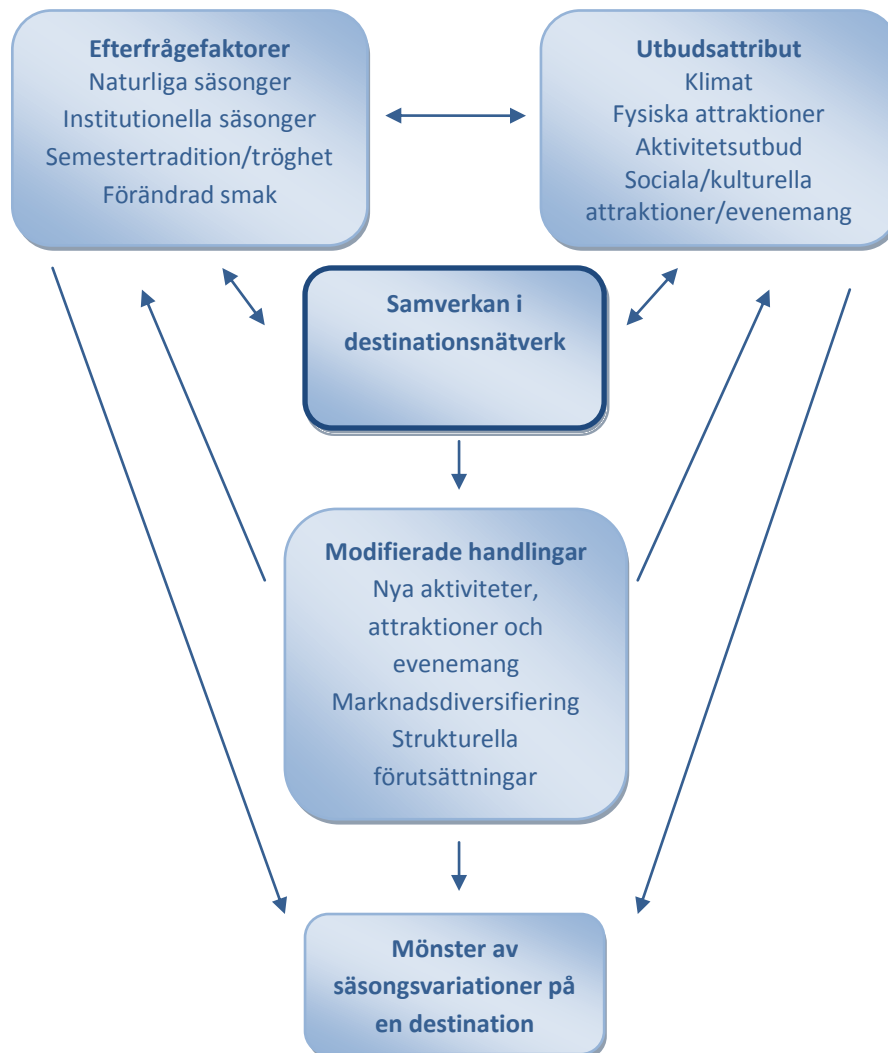 Efterfrågefaktorer
Naturliga säsonger
Institutionella säsonger
Semestertradition/tröghet
Förändrad smak
Utbudsattribut
Klimat
Fysiska attraktioner
Aktivitetsutbud
Sociala/kulturella
attraktioner/evenemang
Samverkan i
destinationsnätverk
Modifierade handlingar
Nya aktiviteter,
attraktioner och
evenemang
Marknadsdiversifiering
Strukturella
förutsättningar
Mönster av
säsongsvariationer på
en destination